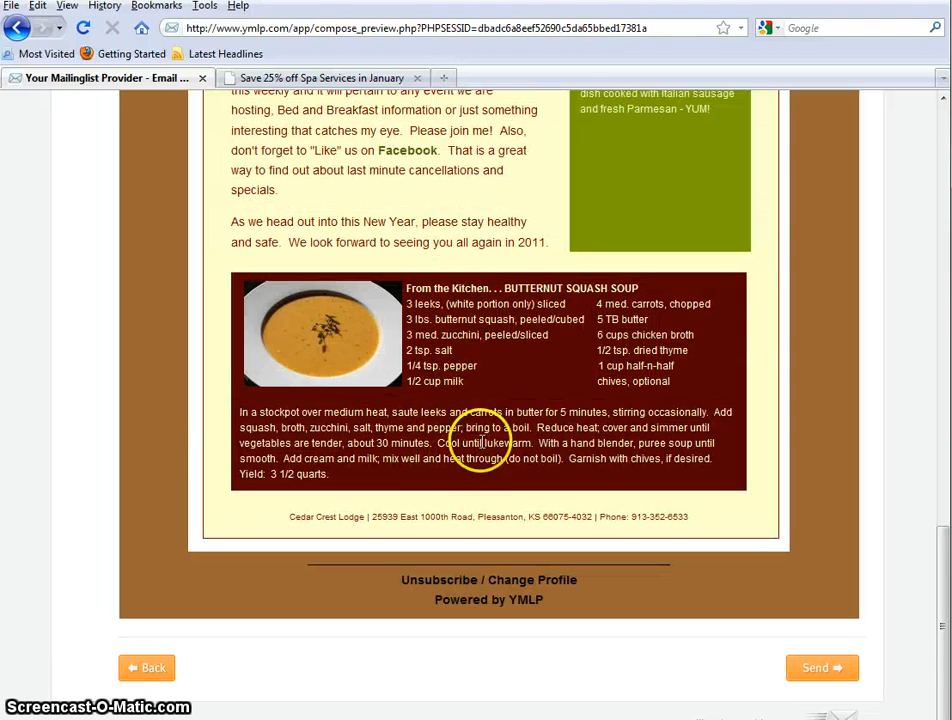 File Edit View History Bookmarks Tools Help
http://www.ymlp.com/app/compose_preview.php?PHPSESSID=dbadc6a8eef52690c5da65bbed17381a
Google
Most Visited Getting Started Latest Headlines
Your Mailinglist Provider - Email ... Save 25% off Spa Services in January
this weekly and it will pertain to any event we are
hosting, Bed and Breakfast information or just something
interesting that catches my eye. Please join me! Also,
don't forget to "Like" us on Facebook. That is a great
way to find out about last minute cancellations and
specials.
As we head out into this New Year, please stay healthy
and safe. We look forward to seeing you all again in 2011.
dish cooked with Italian sausage
and fresh Parmesan - YUM!
From the Kitchen. . . BUTTERNUT SQUASH SOUP
3 leeks, (white portion only) sliced 4 med. carrots, chopped
3 lbs. butternut squash, peeled/cubed 5 TB butter
3 med. zucchini, peeled/sliced 6 cups chicken broth
2 tsp. salt 1/2 tsp. dried thyme
1/4 tsp. pepper 1 cup half-n-half
1/2 cup milk chives, optional
In a stockpot over medium heat, saute leeks and carrots in butter for 5 minutes, stirring occasionally. Add
squash, broth, zucchini, salt, thyme and pepper; bring to a boil. Reduce heat; cover and simmer until
vegetables are tender, about 30 minutes. Cool until lukewarm. With a hand blender, puree soup until
smooth. Add cream and milk; mix well and heat through (do not boil). Garnish with chives, if desired.
Yield: 3 1/2 quarts.
Cedar Crest Lodge | 25939 East 1000th Road, Pleasanton, KS 66075-4032 | Phone: 913-352-6533
Unsubscribe / Change Profile
Powered by YMLP
Back
Send
Screencast-O-Matic.com